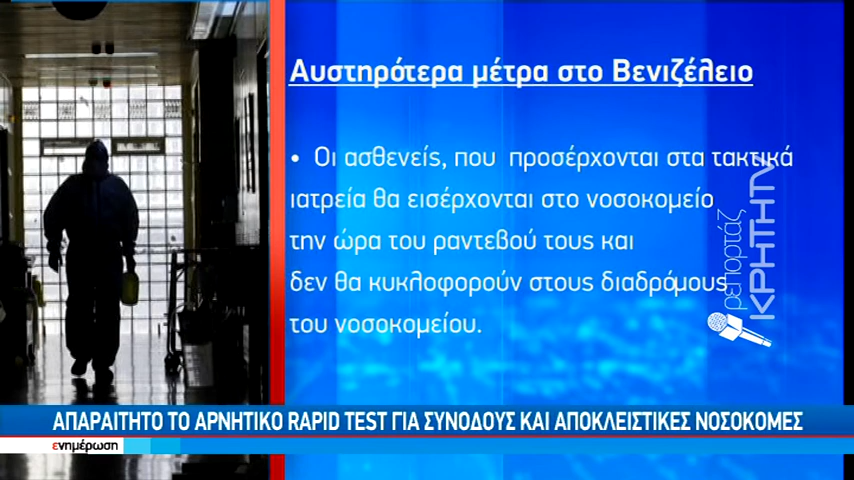 Αυστηρότερα μέτρα στο Βενιζέλειο
• Οι ασθενείς, που προσέρχονται στα τακτικά
ιατρεία θα εισέρχονται στο νοσοκομείο
την ώρα του ραντεβού τους και
δεν θα κυκλοφορούν στους διαδρόμους
του νοσοκομείου.
ρεπορτάζ
ΚΡΗΤΗTV
ΑΠΑΡΑΙΤΗΤΟ ΤΟ ΑΡΝΗΤΙΚΟ RAPID TEST ΓΙΑ ΣΥΝΟΔΟΥΣ ΚΑΙ ΑΠΟΚΛΕΙΣΤΙΚΕΣ ΝΟΣΟΚΟΜΕΣ
ενημέρωση